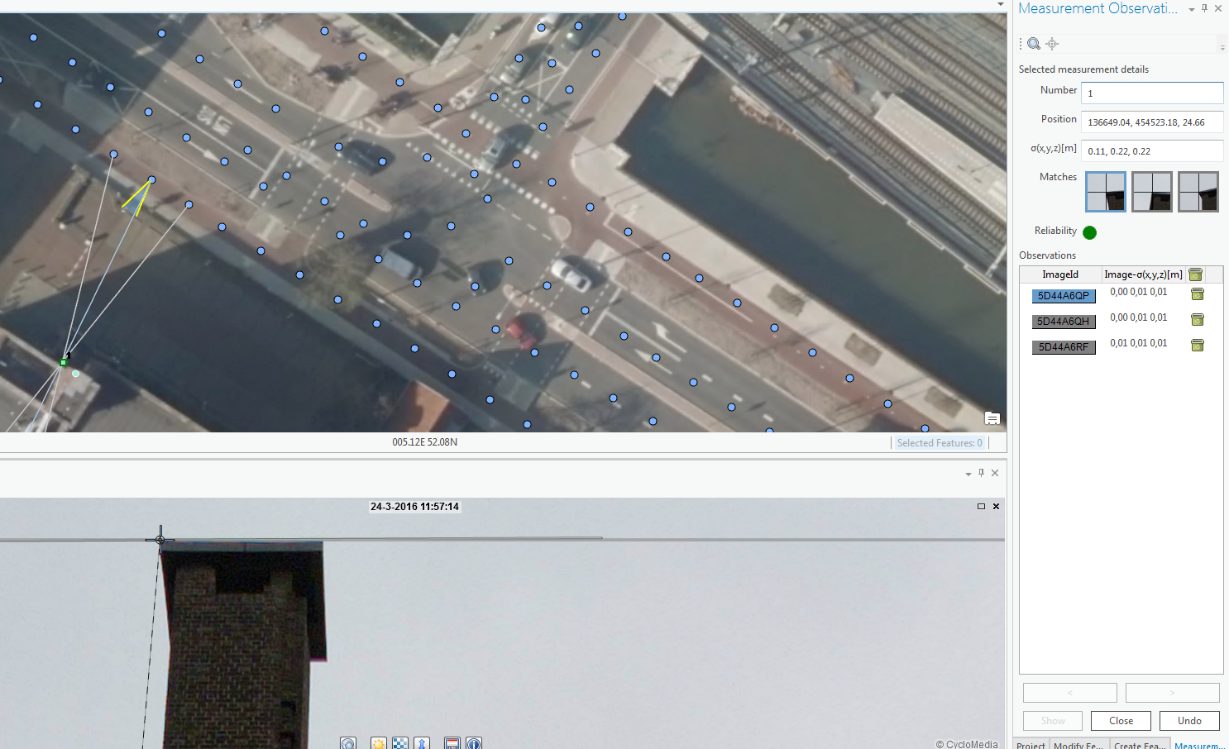 Measurement Observati...
Selected measurement details
Number 1
Position 136649.04, 454523.18, 24.66
σ(x,y,z)[m] 0.11, 0.22, 0.22
Matches
Reliability
Observations
ImageId Image-σ(x,y,z)[m]
5D44A6QP 0,00 0,01 0,01
5D44A6QH 0,00 0,01 0,01
5D44A6RF 0,01 0,01 0,01
< >
Show Close Undo
Project Modify Fe... Create Fea... Measurem...
005.12E 52.08N
Selected Features: 0
24-3-2016 11:57:14
© CycloMedia